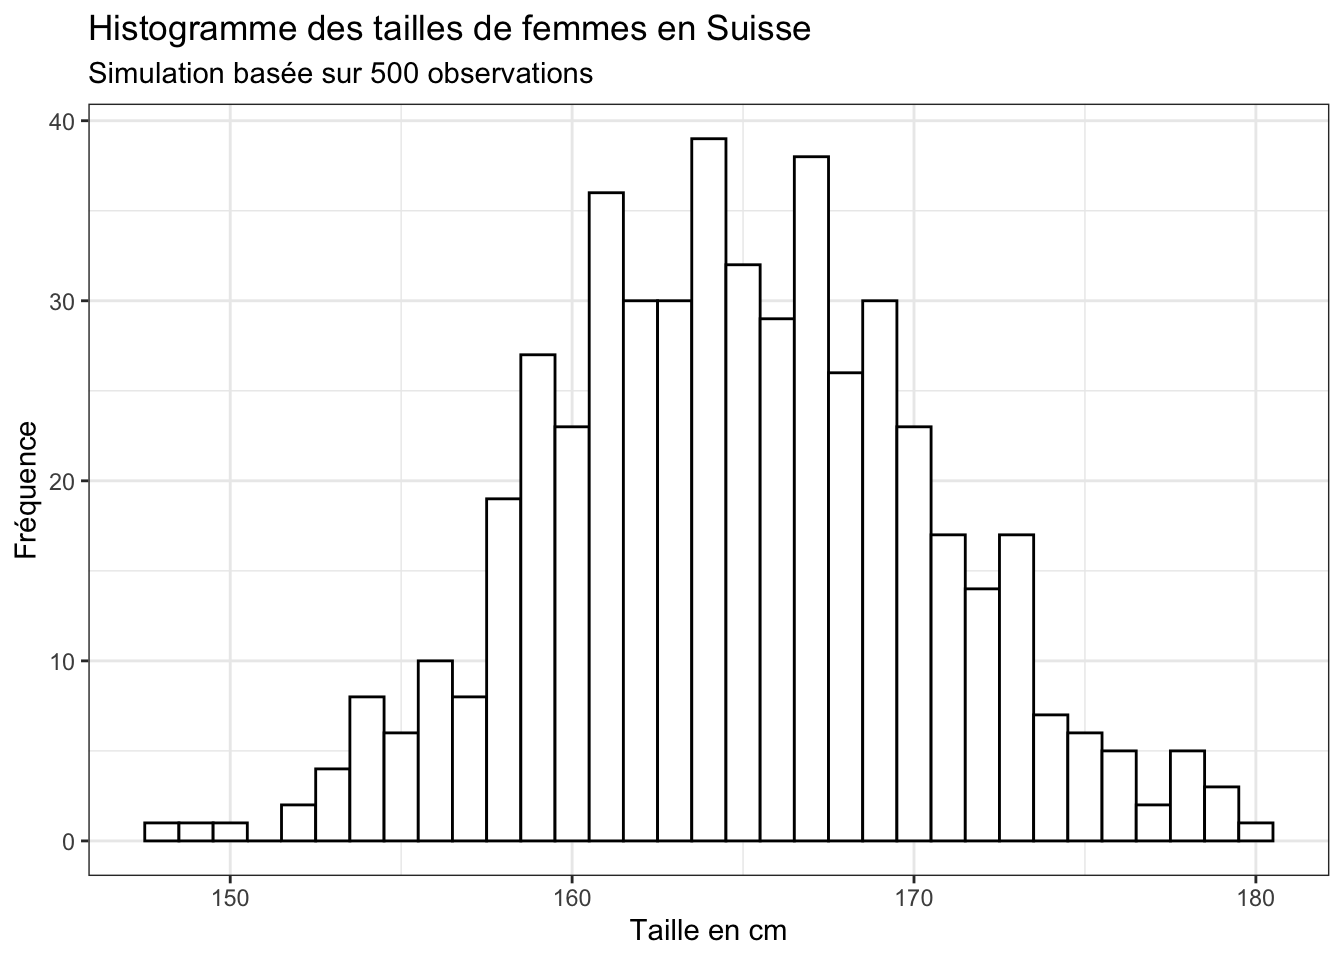 Histogramme des tailles de femmes en Suisse
Simulation basée sur 500 observations
40
30
20
10
0
Fréquence
150
160
170
180
Taille en cm